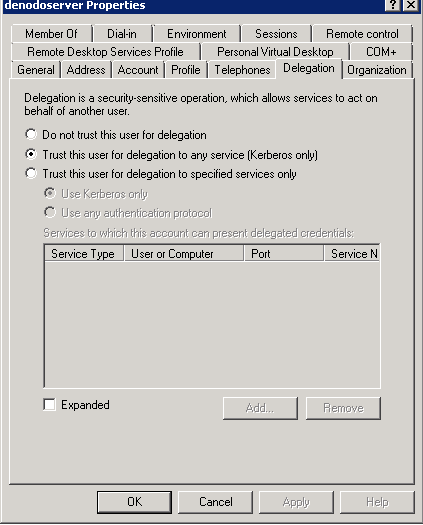 denodoserver Properties
Member Of Dial-in Environment Sessions Remote control
Remote Desktop Services Profile Personal Virtual Desktop COM+
General Address Account Profile Telephones Delegation Organization
Delegation is a security-sensitive operation, which allows services to act on
behalf of another user.
Do not trust this user for delegation
Trust this user for delegation to any service (Kerberos only)
Trust this user for delegation to specified services only
Use Kerberos only
Use any authentication protocol
Services to which this account can present delegated credentials:
Service Type User or Computer Port Service N
Expanded Add... Remove
OK Cancel Apply Help